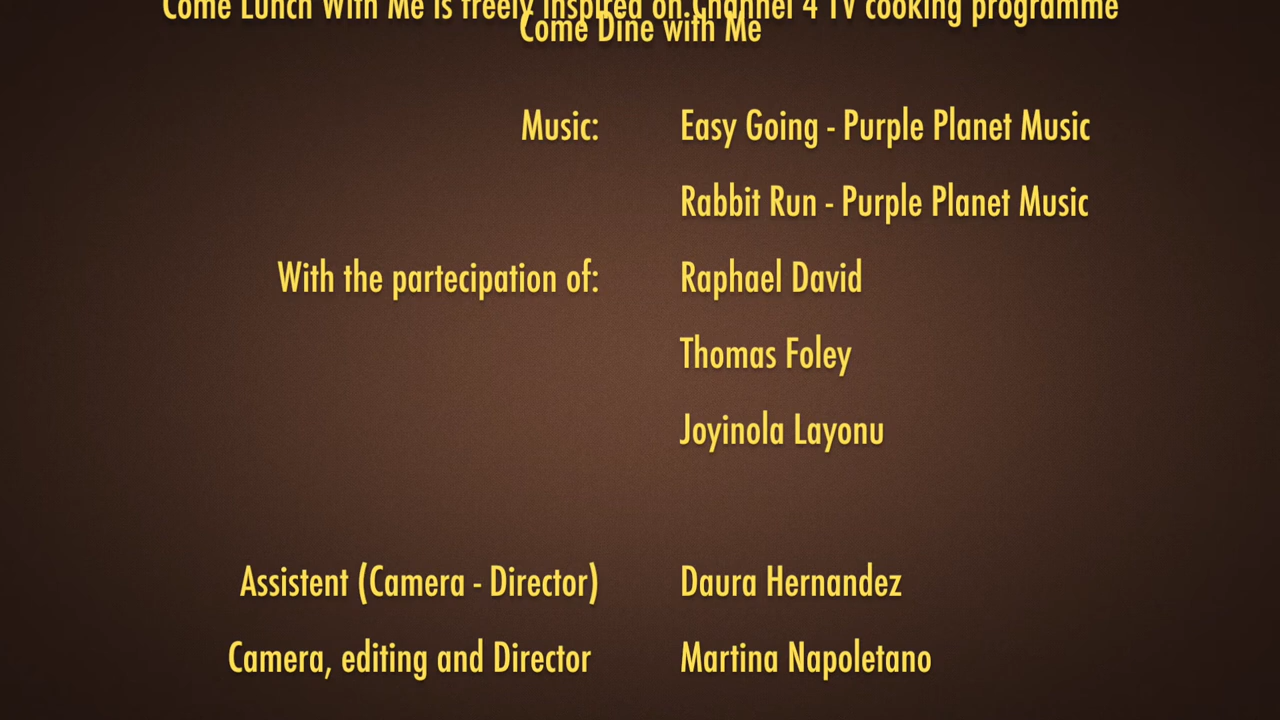 Come Lunch With Me is freely inspired on Channel 4 TV cooking programme
Come Dine with Me
Music: Easy Going - Purple Planet Music
Rabbit Run - Purple Planet Music
With the partecipation of: Raphael David
Thomas Foley
Joyinola Layonu
Assistent (Camera - Director) Daura Hernandez
Camera, editing and Director Martina Napoletano